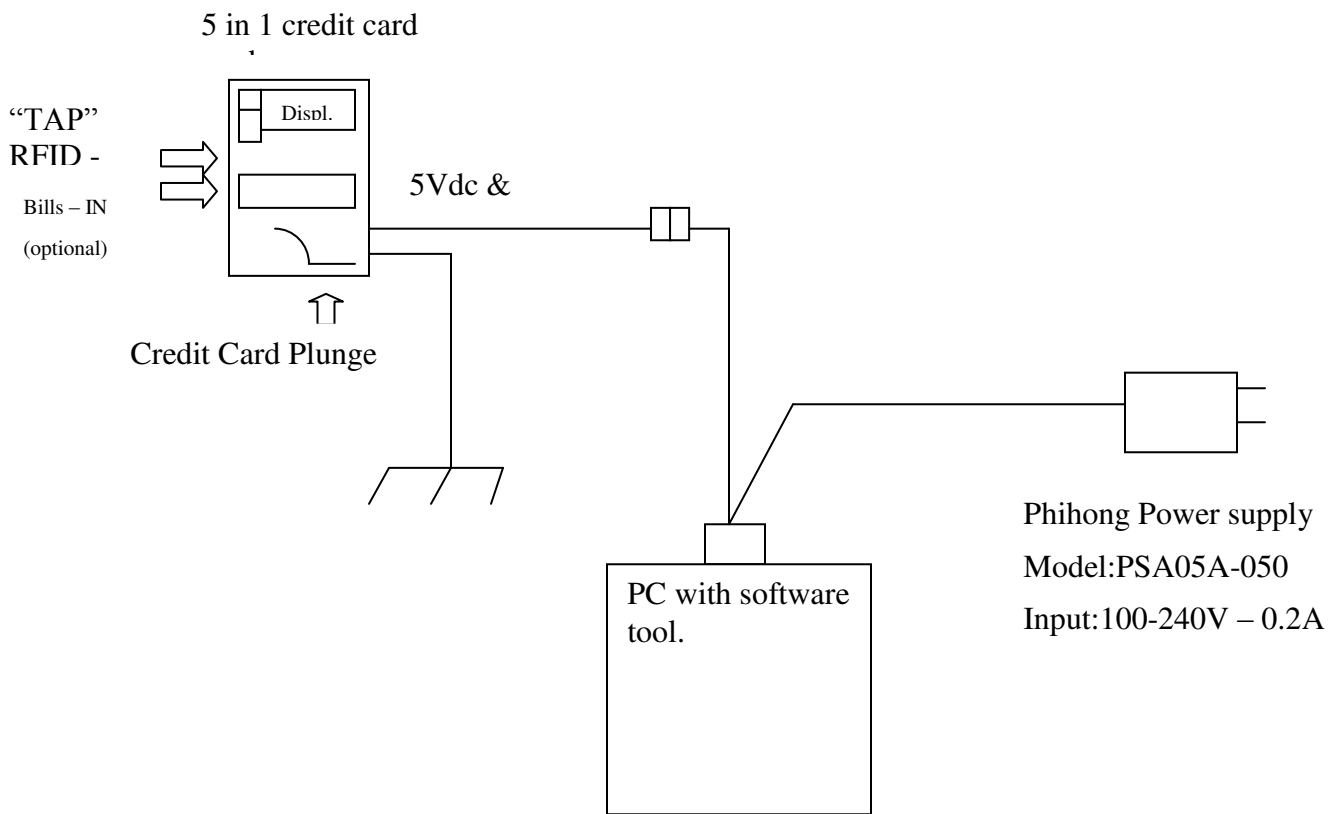 5 in 1 credit card
Displ.
“TAP”
RFID -
Bills – IN
(optional)
5Vdc &
Credit Card Plunge
Phihong Power supply
Model:PSA05A-050
Input:100-240V – 0.2A
PC with software
tool.